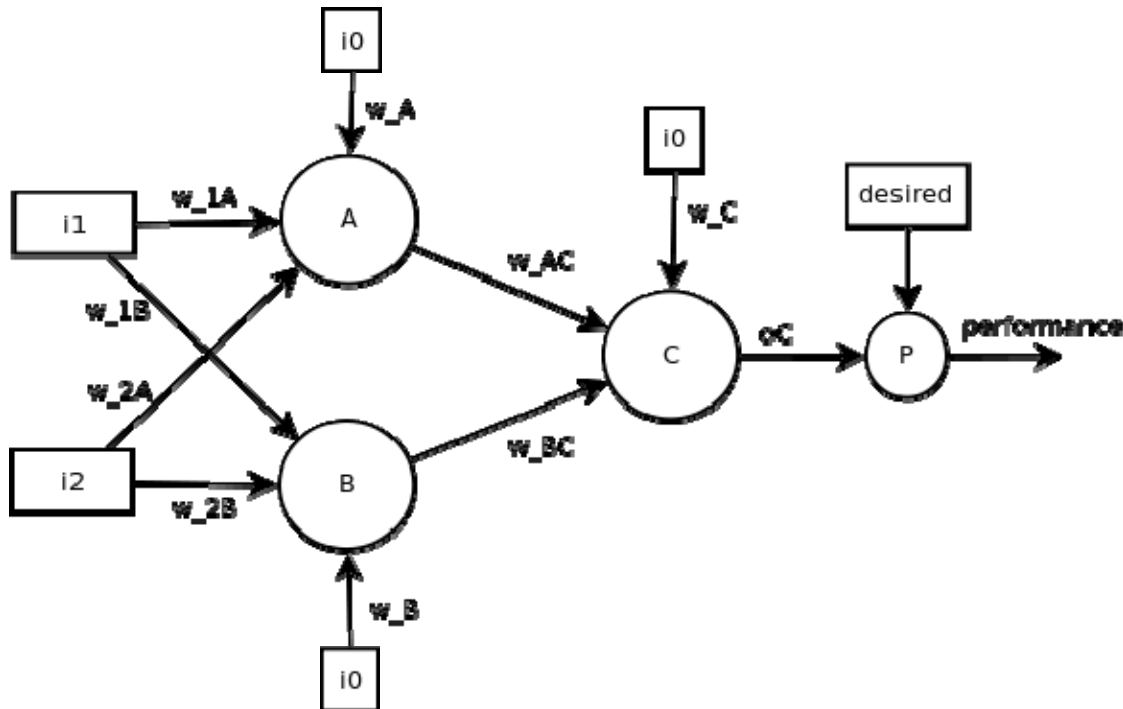 i0
w_A
i0
w_1A
A
w_C
desired
i1
w_AC
w_1B
C
oC
P
performance
w_2A
w_BC
i2
B
w_2B
w_B
i0